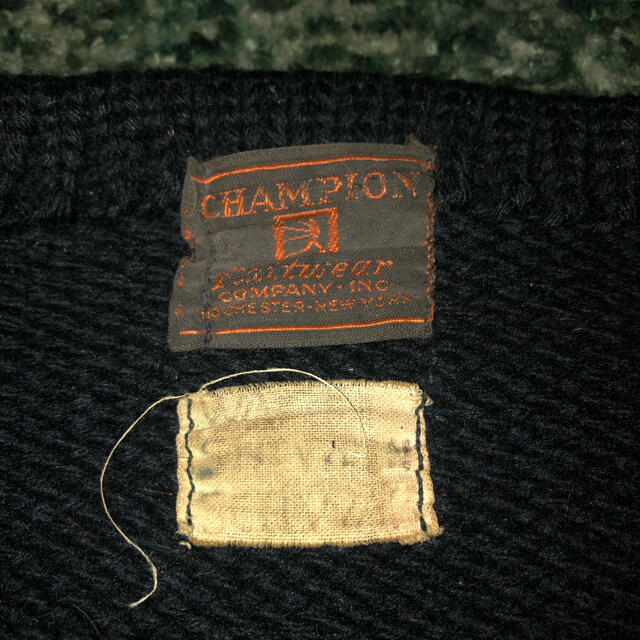 CHAMPION
Knitwear
COMPANY · INC.
ROCHESTER · NEW YORK